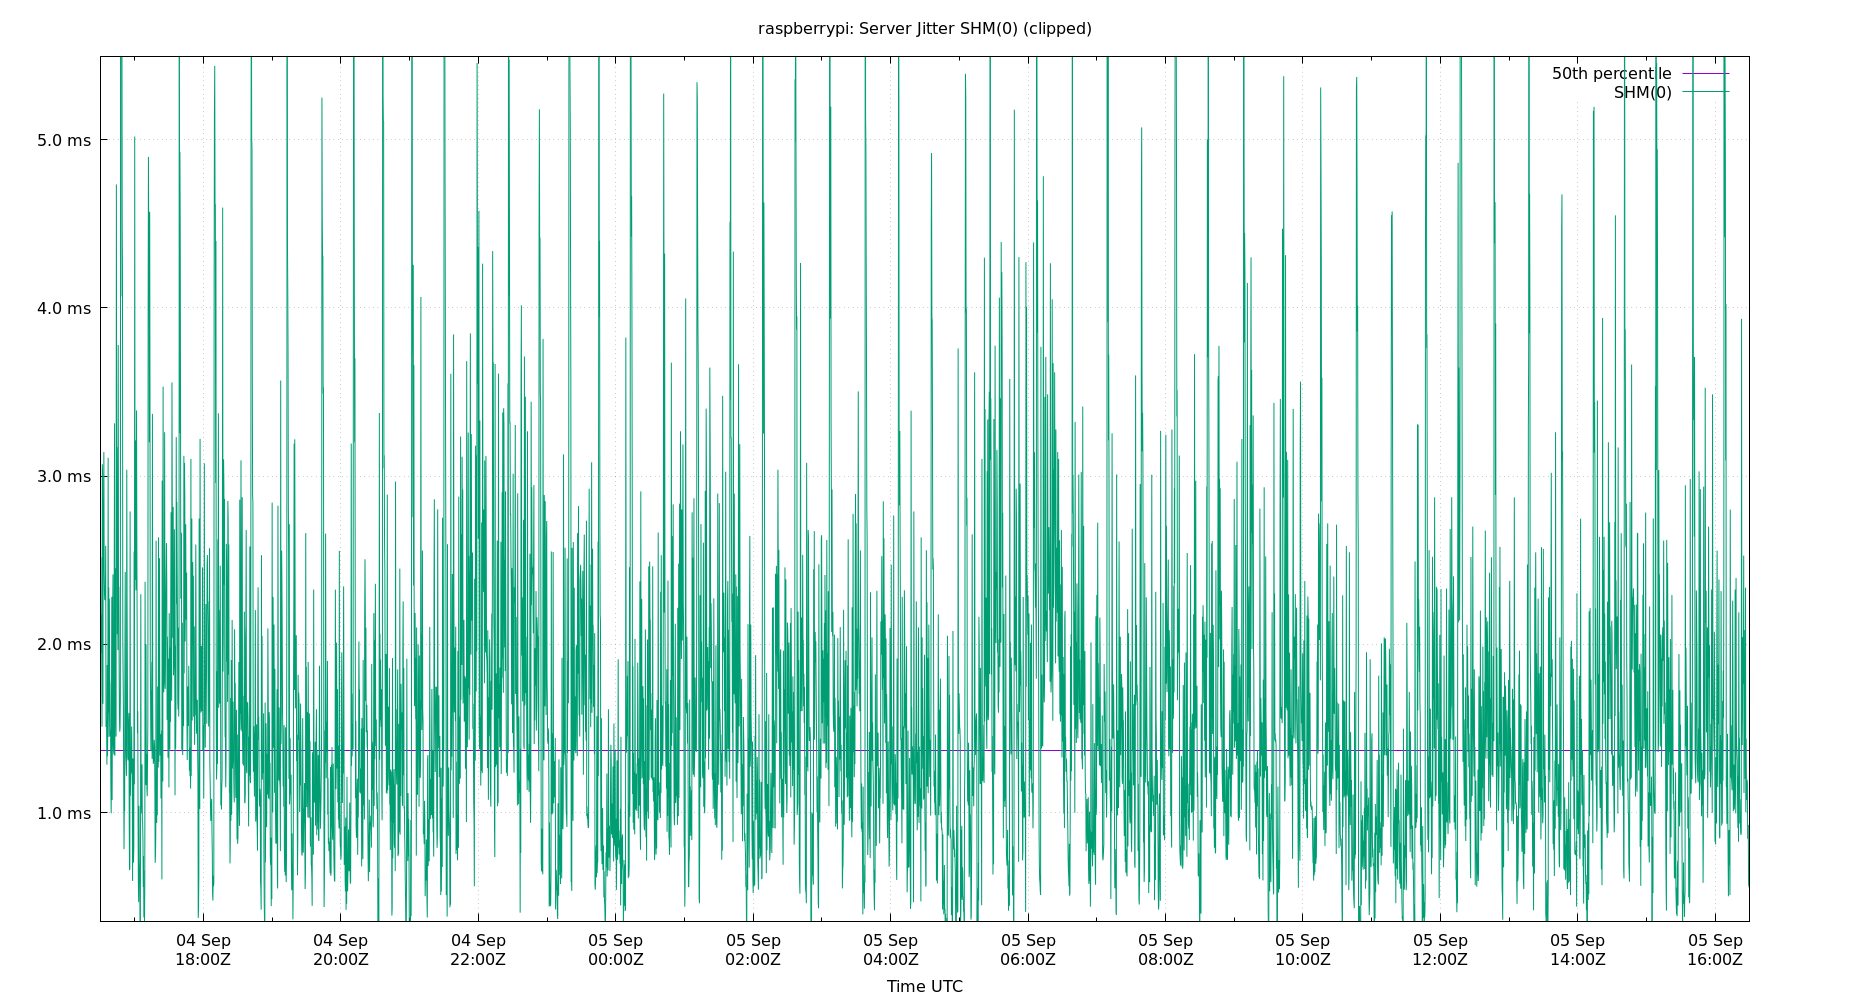 raspberrypi: Server Jitter SHM(0) (clipped)
50th percentile
SHM(0)
5.0 ms
4.0 ms
3.0 ms
2.0 ms
1.0 ms
04 Sep 04 Sep 04 Sep 05 Sep 05 Sep 05 Sep 05 Sep 05 Sep 05 Sep 05 Sep 05 Sep 05 Sep
18:00Z 20:00Z 22:00Z 00:00Z 02:00Z 04:00Z 06:00Z 08:00Z 10:00Z 12:00Z 14:00Z 16:00Z
Time UTC